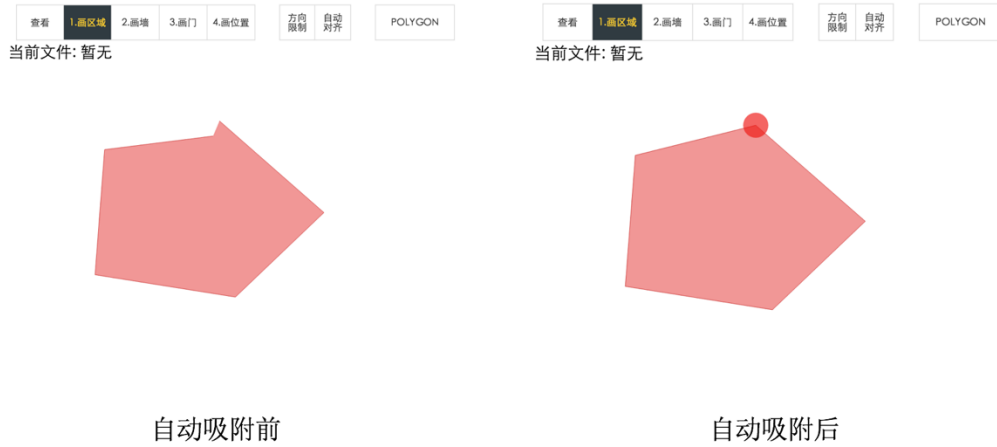 查看 1.画区域 2.画墙 3.画门 4.画位置 方向限制 自动对齐 POLYGON
当前文件: 暂无
自动吸附前
查看 1.画区域 2.画墙 3.画门 4.画位置 方向限制 自动对齐 POLYGON
当前文件: 暂无
自动吸附后